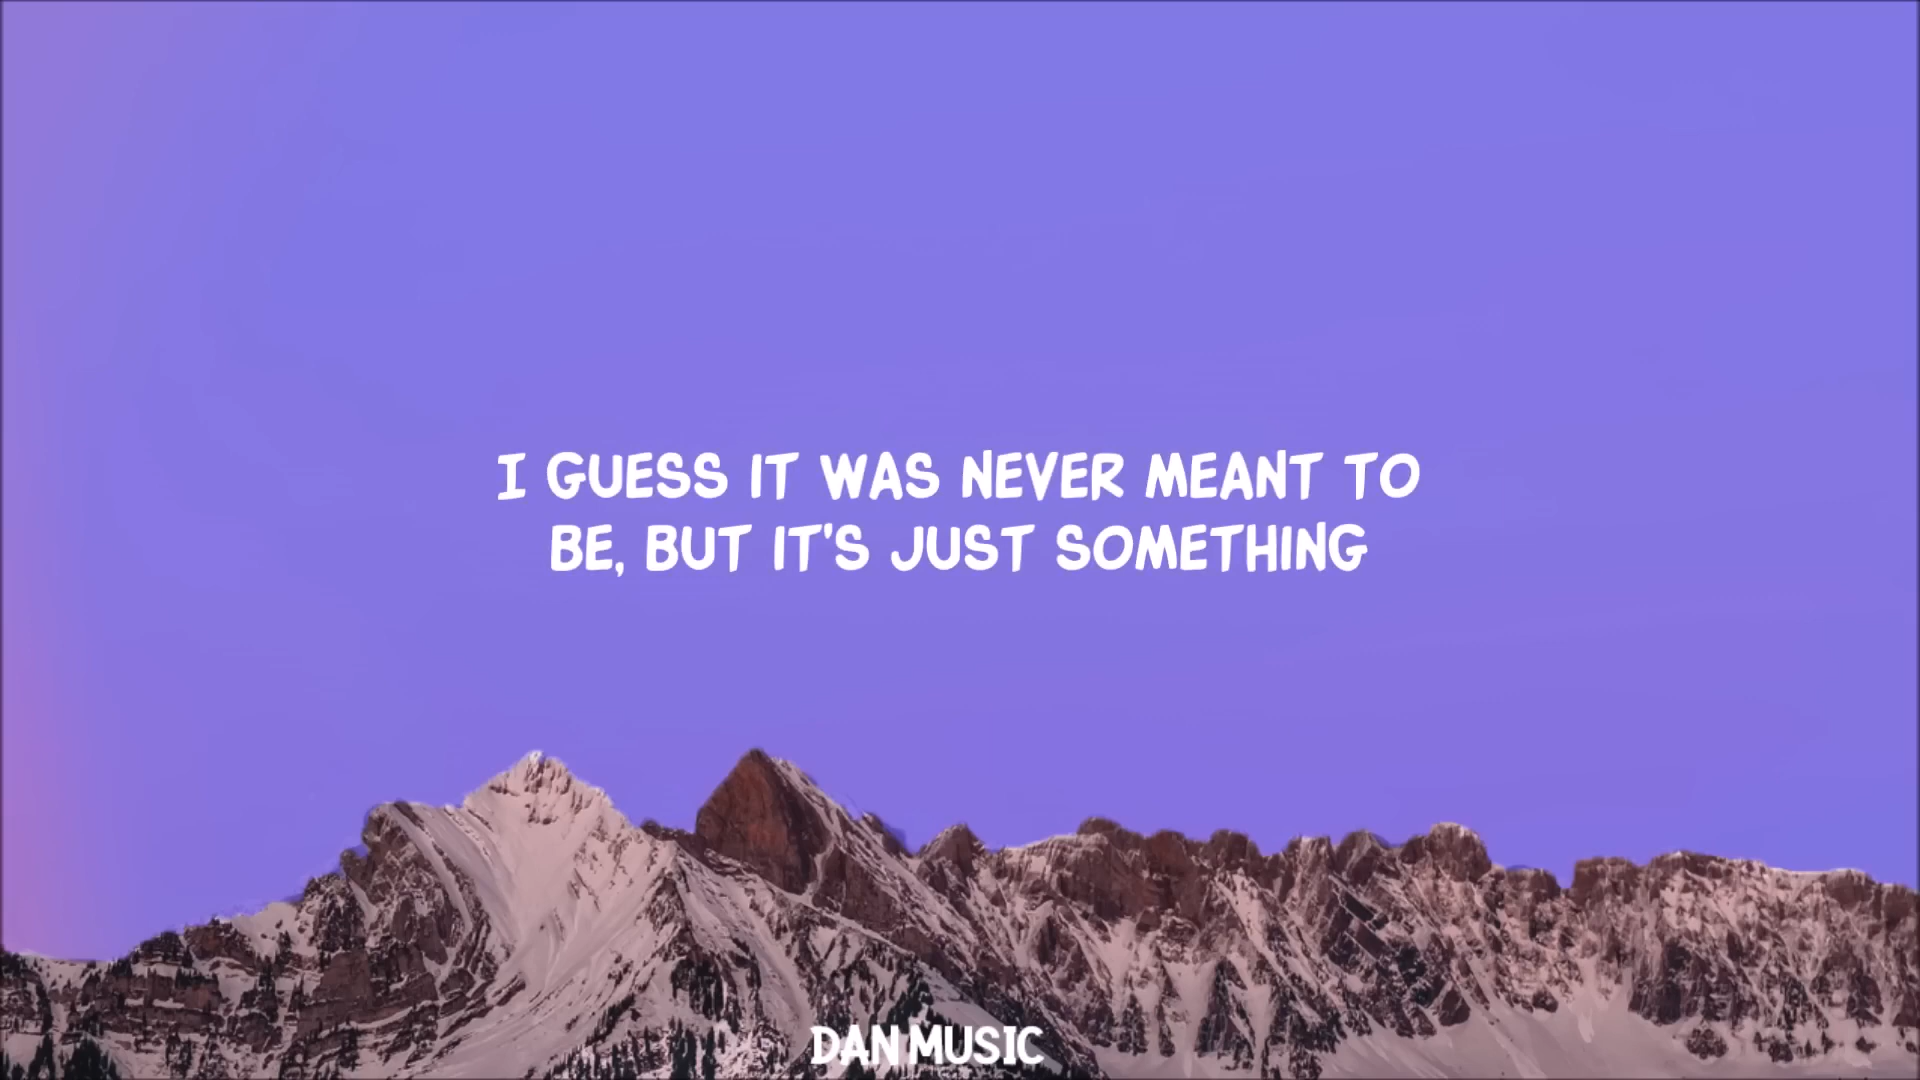 I GUESS IT WAS NEVER MEANT TO
BE, BUT IT'S JUST SOMETHING
DAN MUSIC